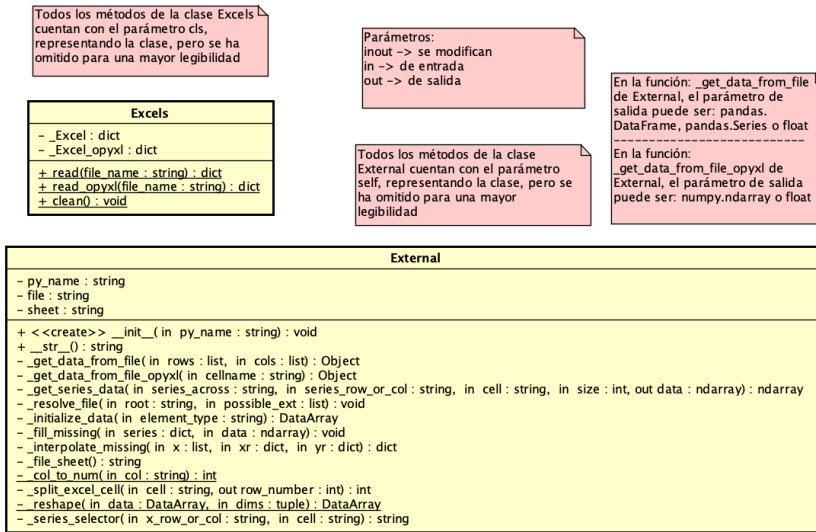 Todos los métodos de la clase Excels
cuentan con el parámetro cls,
representando la clase, pero se ha
omitido para una mayor legibilidad
Parámetros:
inout -> se modifican
in -> de entrada
out -> de salida
En la función: _get_data_from_file
de External, el parámetro de
salida puede ser: pandas.
DataFrame, pandas.Series o float
----------------------------
En la función:
_get_data_from_file_opyxl de
External, el parámetro de salida
puede ser: numpy.ndarray o float
Excels
- _Excel : dict
- _Excel_opyxl : dict
+ read(file_name : string) : dict
+ read_opyxl(file_name : string) : dict
+ clean() : void
Todos los métodos de la clase
External cuentan con el parámetro
self, representando la clase, pero se
ha omitido para una mayor
legibilidad
External
- py_name : string
- file : string
- sheet : string
+ <<create>> __init__( in py_name : string) : void
+ __str__() : string
- _get_data_from_file( in rows : list, in cols : list) : Object
- _get_data_from_file_opyxl( in cellname : string) : Object
- _get_series_data( in series_across : string, in series_row_or_col : string, in cell : string, in size : int, out data : ndarray) : ndarray
- _resolve_file( in root : string, in possible_ext : list) : void
- _initialize_data( in element_type : string) : DataArray
- _fill_missing( in series : dict, in data : ndarray) : void
- _interpolate_missing( in x : list, in xr : dict, in yr : dict) : dict
- _file_sheet() : string
- _col_to_num( in col : string) : int
- _split_excel_cell( in cell : string, out row_number : int) : int
- _reshape( in data : DataArray, in dims : tuple) : DataArray
- _series_selector( in x_row_or_col : string, in cell : string) : string